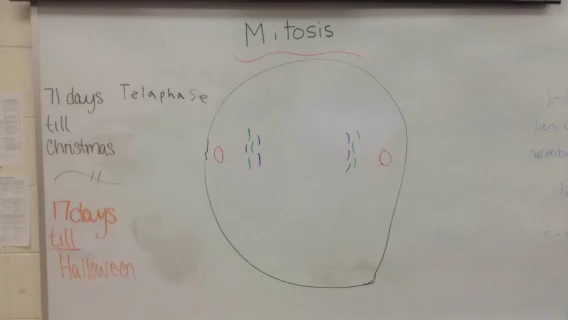 Mitosis
71 days
till
Christmas
Telaphase
17 days
till
Halloween